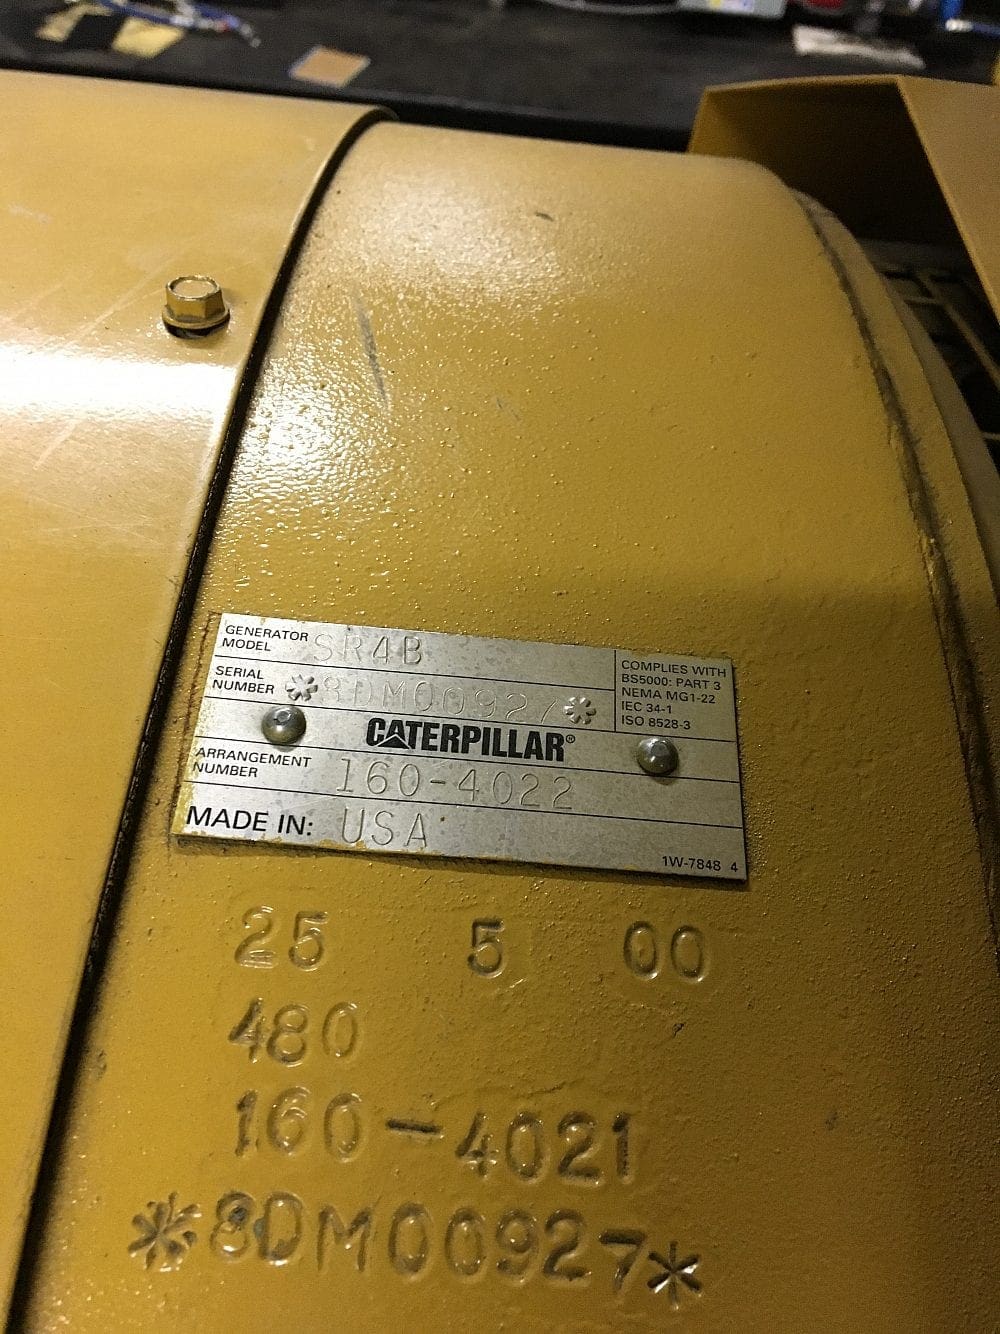 GENERATOR
MODEL SR4B
SERIAL
NUMBER *8DM00927*
COMPLIES WITH
BS5000: PART 3
NEMA MG1-22
IEC 34-1
ISO 8528-3
CATERPILLAR®
ARRANGEMENT
NUMBER 160-4022
MADE IN: USA
1W-7848 4
25 5 00
480
160-4021
*8DM00927*